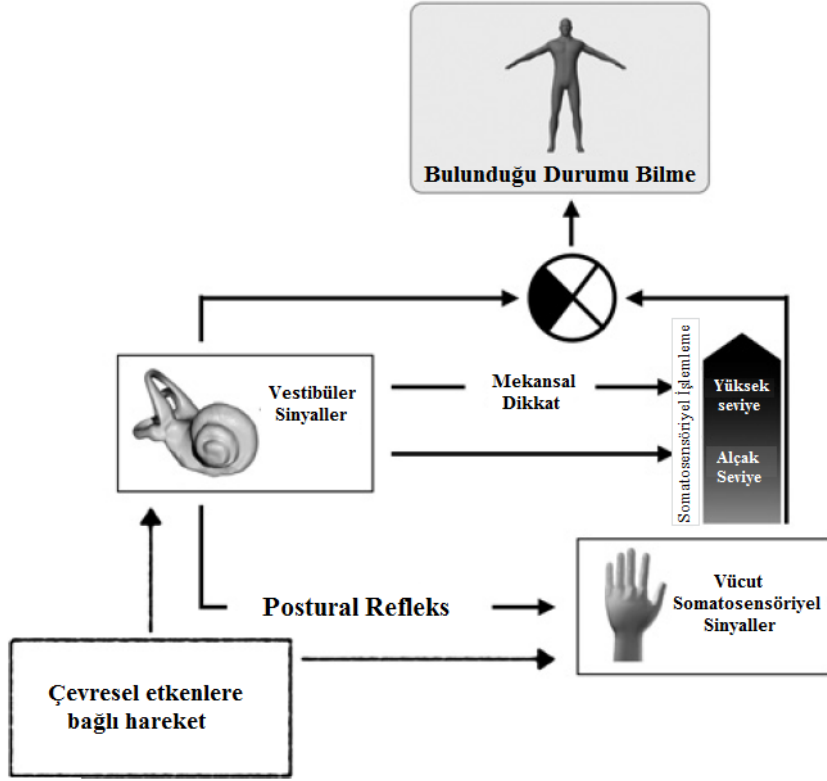 Bulunduğu Durumu Bilme
Vestibüler
Sinyaller
Mekansal
Dikkat
Somatosensöriyel İşlemleme
Yüksek
seviye
Alçak
Seviye
Postural Refleks
Vücut
Somatosensöriyel
Sinyaller
Çevresel etkenlere
bağlı hareket